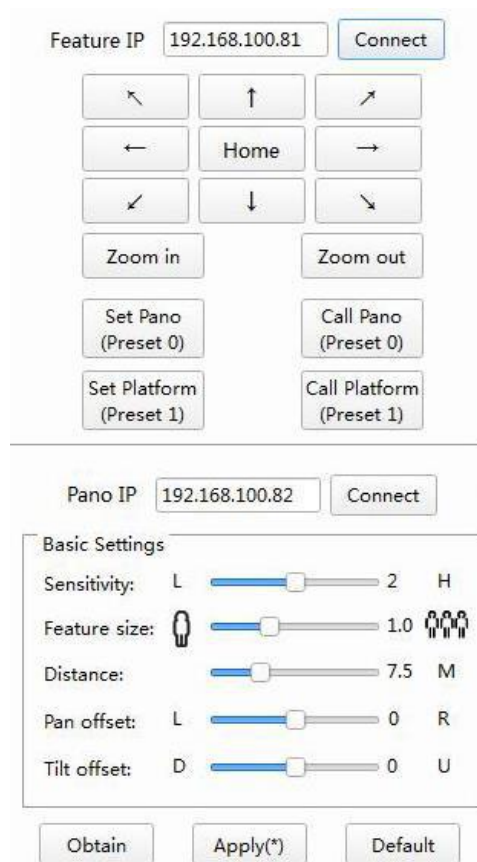 Feature IP 192.168.100.81 Connect
↖ ↑ ↗
← Home →
↙ ↓ ↘
Zoom in Zoom out
Set Pano Call Pano
(Preset 0) (Preset 0)
Set Platform Call Platform
(Preset 1) (Preset 1)
Pano IP 192.168.100.82 Connect
Basic Settings
Sensitivity: L 2 H
Feature size: 1.0
Distance: 7.5 M
Pan offset: L 0 R
Tilt offset: D 0 U
Obtain Apply(*) Default